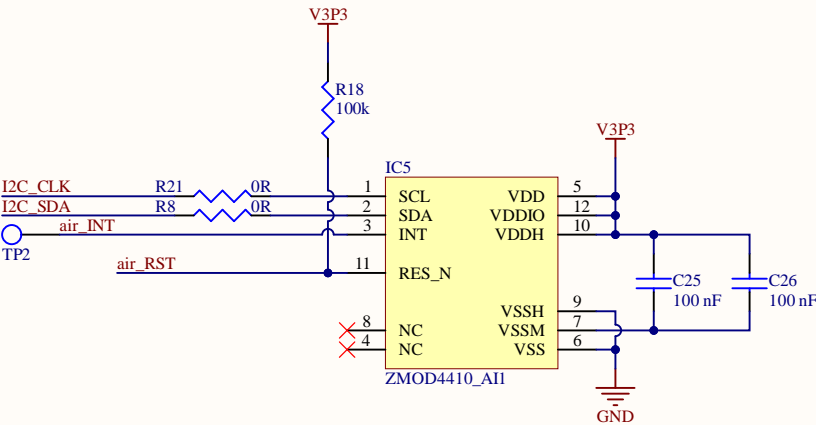 V3P3
R18
100k
V3P3
IC5
I2C_CLK R21 0R 1 SCL VDD 5
I2C_SDA R8 0R 2 SDA VDDIO 12
air_INT 3 INT VDDH 10
TP2
air_RST 11 RES_N
C25 C26
100 nF 100 nF
VSSH 9
8 NC VSSM 7
4 NC VSS 6
ZMOD4410_AI1
GND